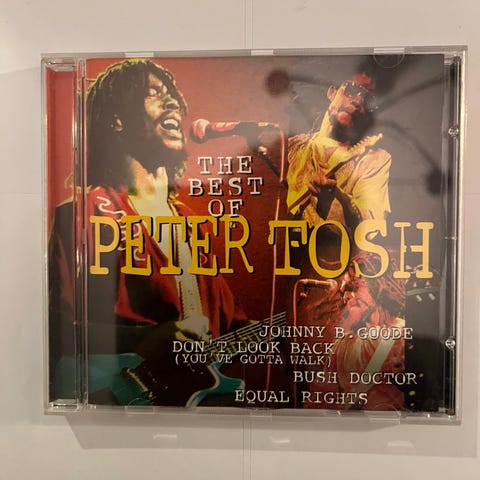 THE
BEST
OF
PETER TOSH
JOHNNY B. GOODE
DON'T LOOK BACK
(YOU'VE GOTTA WALK)
BUSH DOCTOR
EQUAL RIGHTS